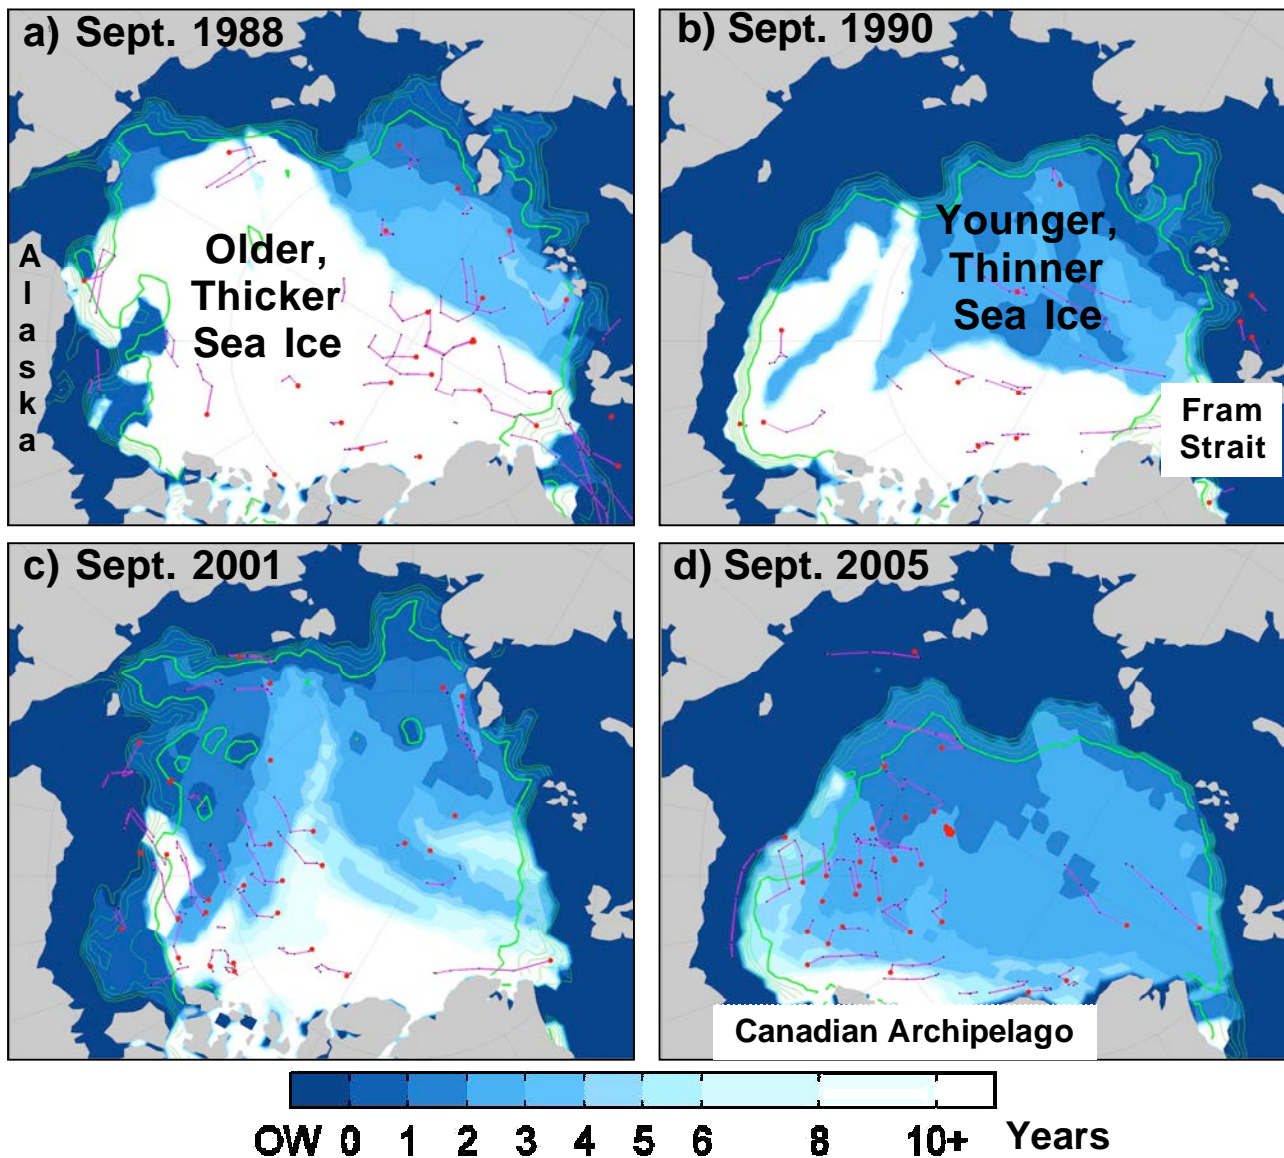 a) Sept. 1988
Older,
Thicker
Sea Ice
Alaska
b) Sept. 1990
Younger,
Thinner
Sea Ice
Fram
Strait
c) Sept. 2001
d) Sept. 2005
Canadian Archipelago
OW 0 1 2 3 4 5 6 8 10+ Years